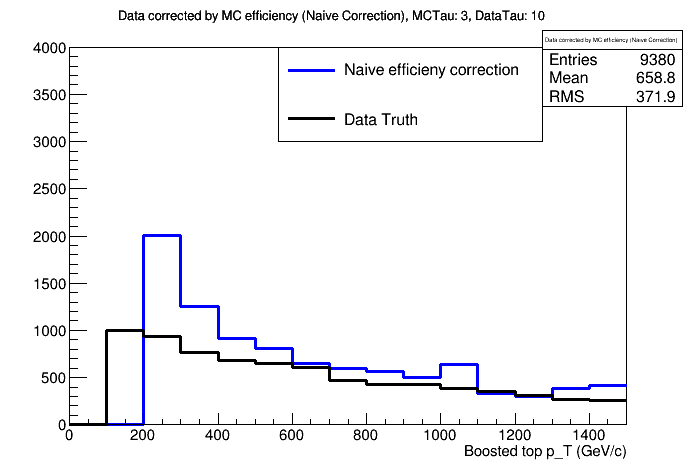 Data corrected by MC efficiency (Naive Correction), MCTau: 3, DataTau: 10
Data corrected by MC efficiency (Naive Correction)
Entries 9380
Mean 658.8
RMS 371.9
Naive efficieny correction
Data Truth
4000
3500
3000
2500
2000
1500
1000
500
0
0 200 400 600 800 1000 1200 1400
Boosted top p_T (GeV/c)